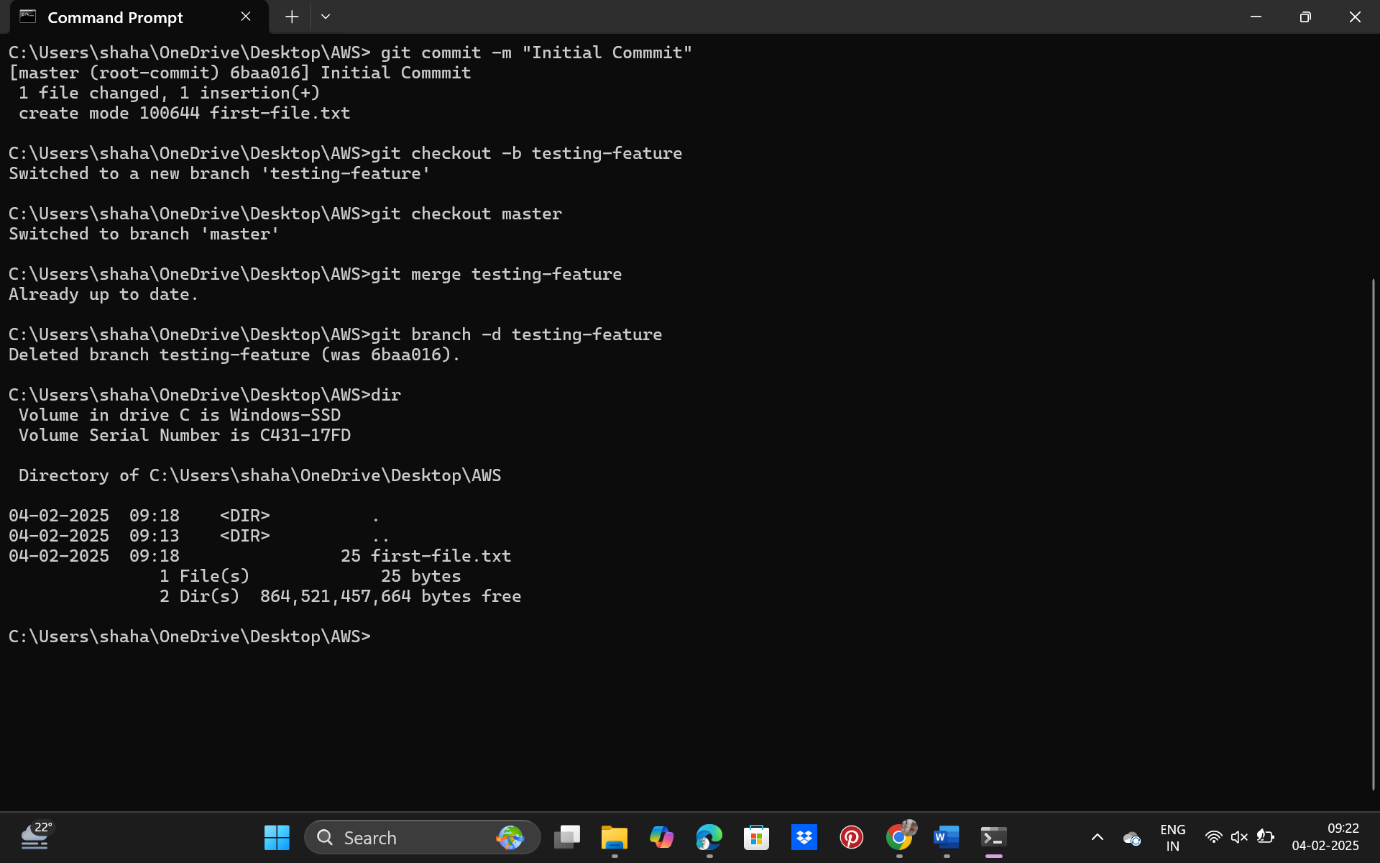 Command Prompt
C:\Users\shaha\OneDrive\Desktop\AWS> git commit -m "Initial Commmit"
[master (root-commit) 6baa016] Initial Commmit
 1 file changed, 1 insertion(+)
 create mode 100644 first-file.txt

C:\Users\shaha\OneDrive\Desktop\AWS>git checkout -b testing-feature
Switched to a new branch 'testing-feature'

C:\Users\shaha\OneDrive\Desktop\AWS>git checkout master
Switched to branch 'master'

C:\Users\shaha\OneDrive\Desktop\AWS>git merge testing-feature
Already up to date.

C:\Users\shaha\OneDrive\Desktop\AWS>git branch -d testing-feature
Deleted branch testing-feature (was 6baa016).

C:\Users\shaha\OneDrive\Desktop\AWS>dir
 Volume in drive C is Windows-SSD
 Volume Serial Number is C431-17FD

 Directory of C:\Users\shaha\OneDrive\Desktop\AWS

04-02-2025  09:18    <DIR>          .
04-02-2025  09:13    <DIR>          ..
04-02-2025  09:18                25 first-file.txt
               1 File(s)             25 bytes
               2 Dir(s)  864,521,457,664 bytes free

C:\Users\shaha\OneDrive\Desktop\AWS>
22°
Search
W
ENG
IN
09:22
04-02-2025